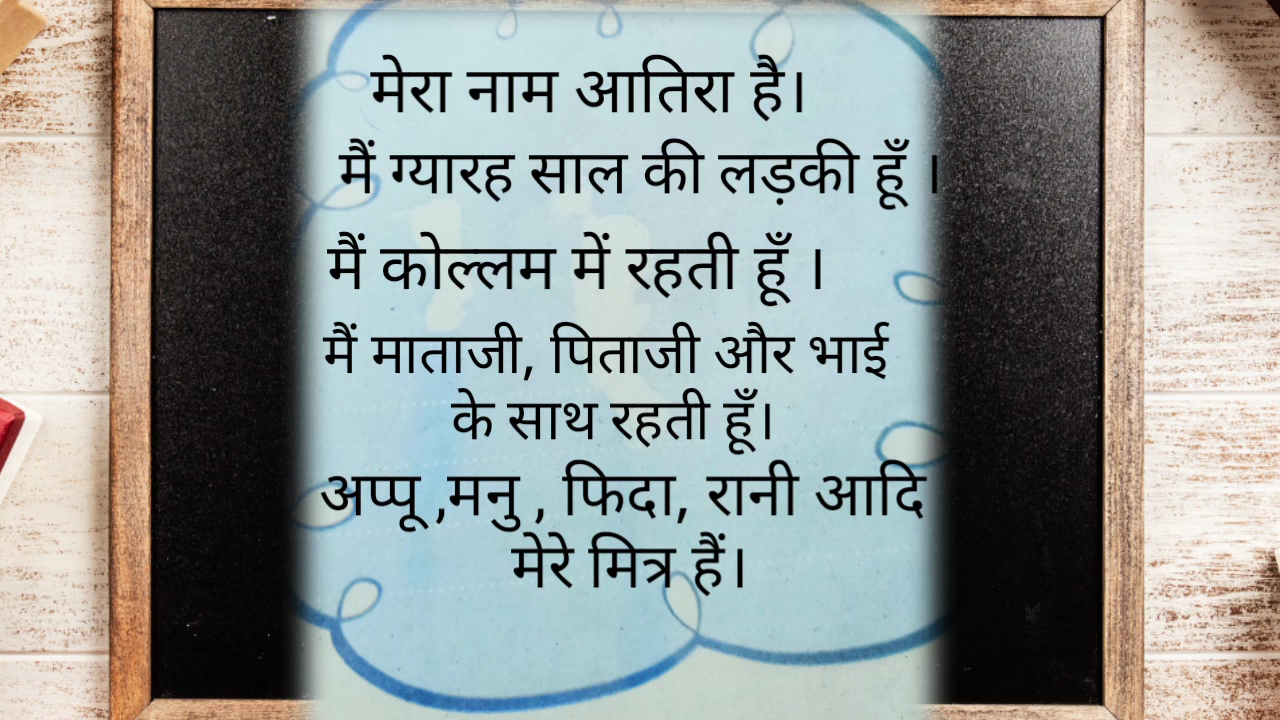 मेरा नाम आतिरा है।
मैं ग्यारह साल की लड़की हूँ ।
मैं कोल्लम में रहती हूँ ।
मैं माताजी, पिताजी और भाई
के साथ रहती हूँ।
अप्पू ,मनु , फिदा, रानी आदि
मेरे मित्र हैं।